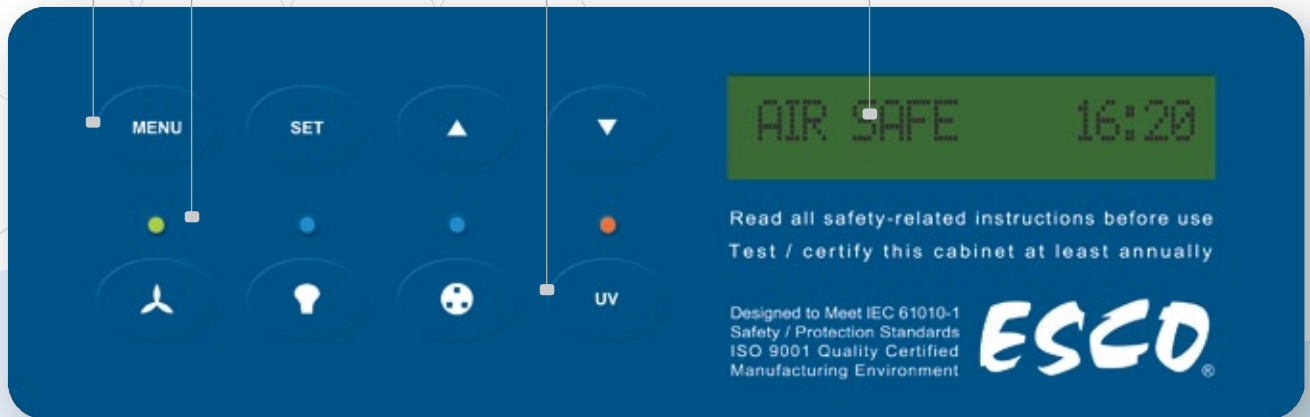 MENU SET ▲ ▼
AIR SAFE 16:20
UV
Read all safety-related instructions before use
Test / certify this cabinet at least annually
Designed to Meet IEC 61010-1
Safety / Protection Standards
ISO 9001 Quality Certified
Manufacturing Environment
ESCO®